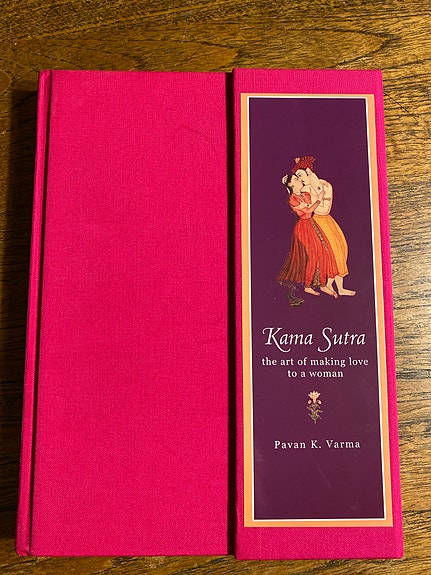 Kama Sutra
the art of making love
to a woman
Pavan K. Varma